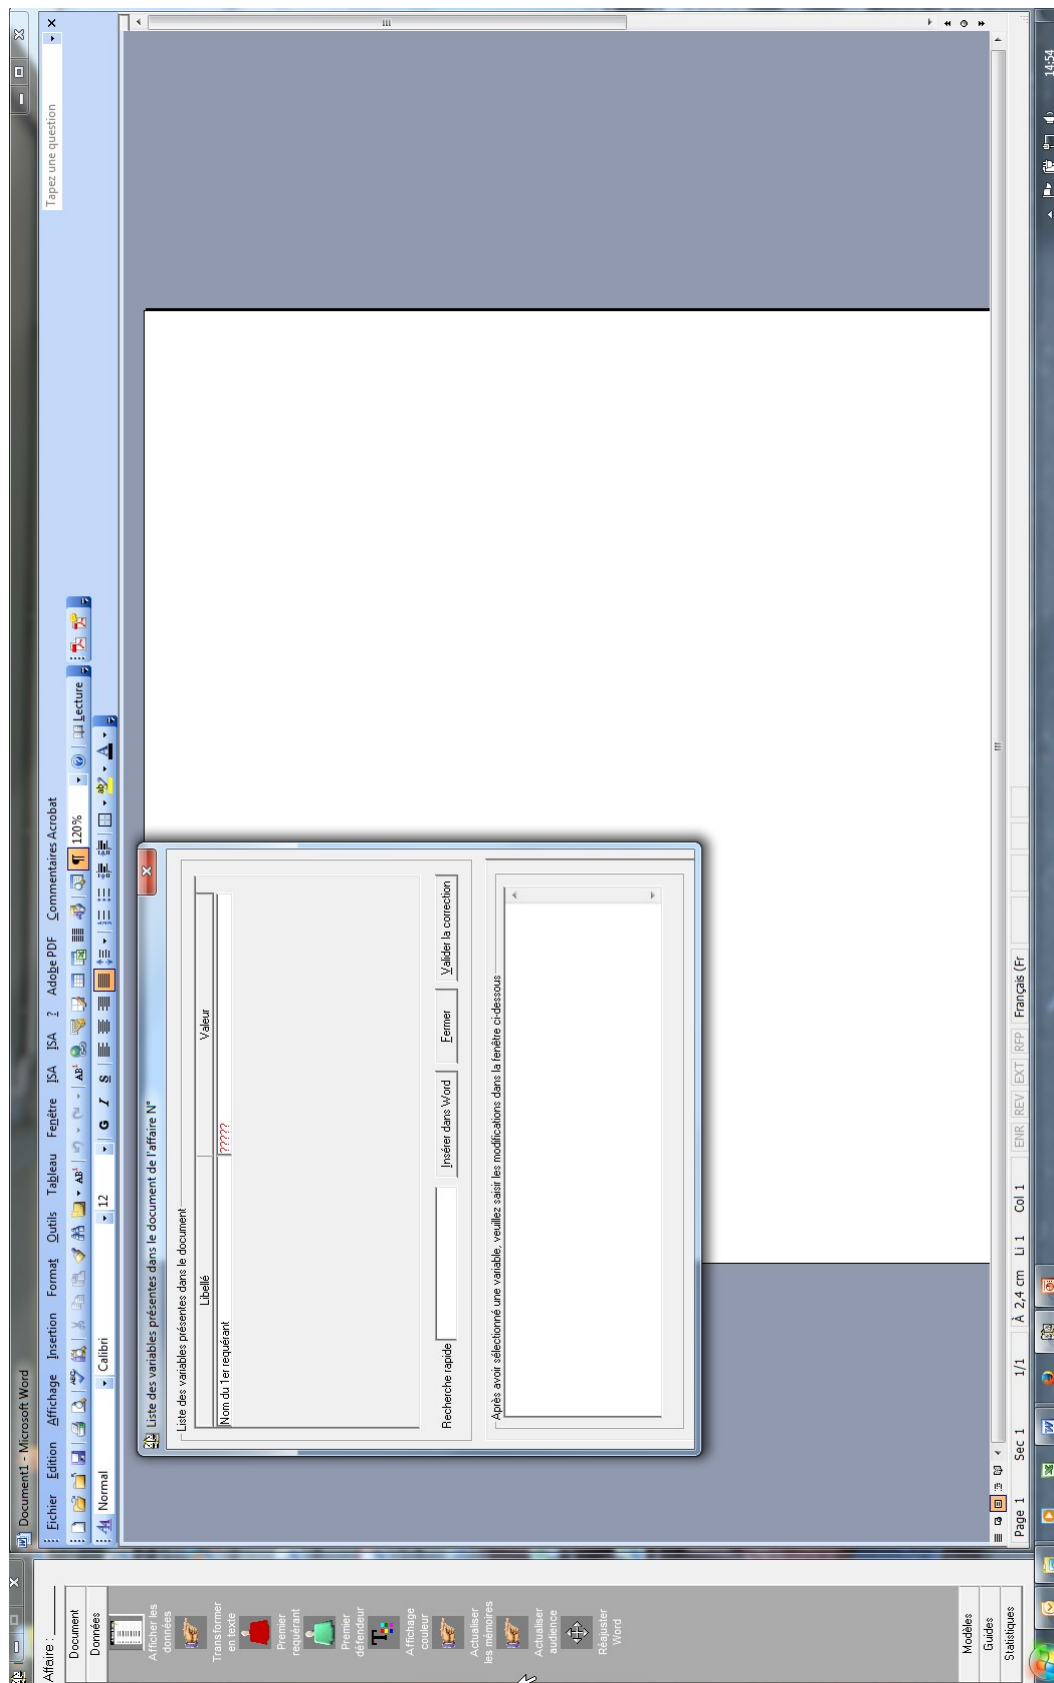 Document1 - Microsoft Word
Fichier Edition Affichage Insertion Format Outils Tableau Fenêtre ISA ISA ? Adobe PDF Commentaires Acrobat
Tapez une question
120% Lecture
Normal Calibri 12 G I S
Affaire :
Document
Données
Afficher les
données
Transformer
en texte
Premier
requérant
Premier
défendeur
Affichage
couleur
Actualiser
les mémoires
Actualiser
audience
Réajuster
Word
Modèles
Guides
Statistiques
Liste des variables présentes dans le document de l'affaire N°
Liste des variables présentes dans le document
Libellé Valeur
Nom du 1er requérant ?????
Recherche rapide Insérer dans Word Fermer Valider la correction
Après avoir sélectionné une variable, veuillez saisir les modifications dans la fenêtre ci-dessous
Page 1 Sec 1 1/1 À 2,4 cm Li 1 Col 1 ENR REV EXT RFP Français (Fr
14:54